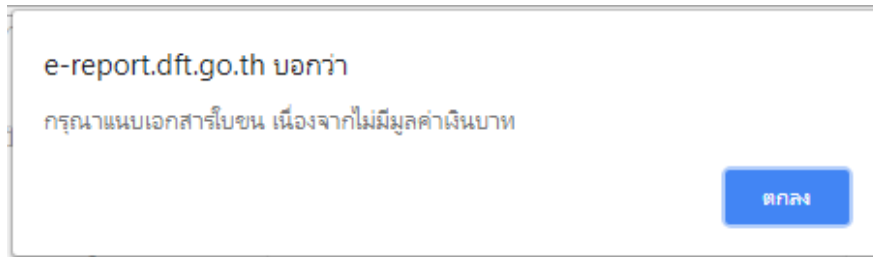 e-report.dft.go.th บอกว่า
กรุณาแนบเอกสารใบขน เนื่องจากไม่มีมูลค่าเงินบาท
ตกลง